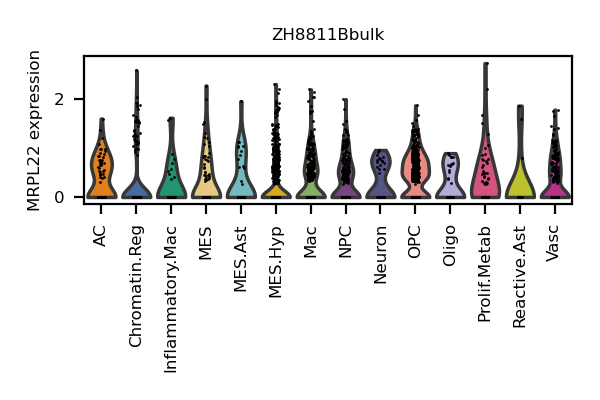 ZH8811Bbulk
MRPL22 expression
2
0
AC
Chromatin.Reg
Inflammatory.Mac
MES
MES.Ast
MES.Hyp
Mac
NPC
Neuron
OPC
Oligo
Prolif.Metab
Reactive.Ast
Vasc